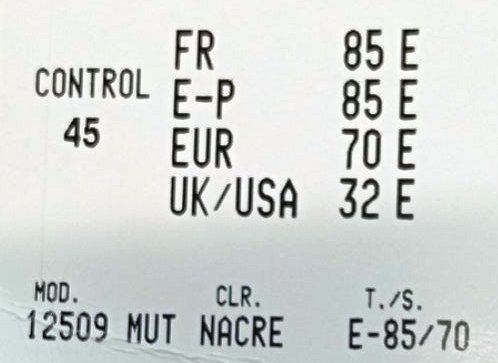 FR 85 E
CONTROL
E-P 85 E
45
EUR 70 E
UK/USA 32 E
MOD. CLR. T./S.
12509 MUT NACRE E-85/70